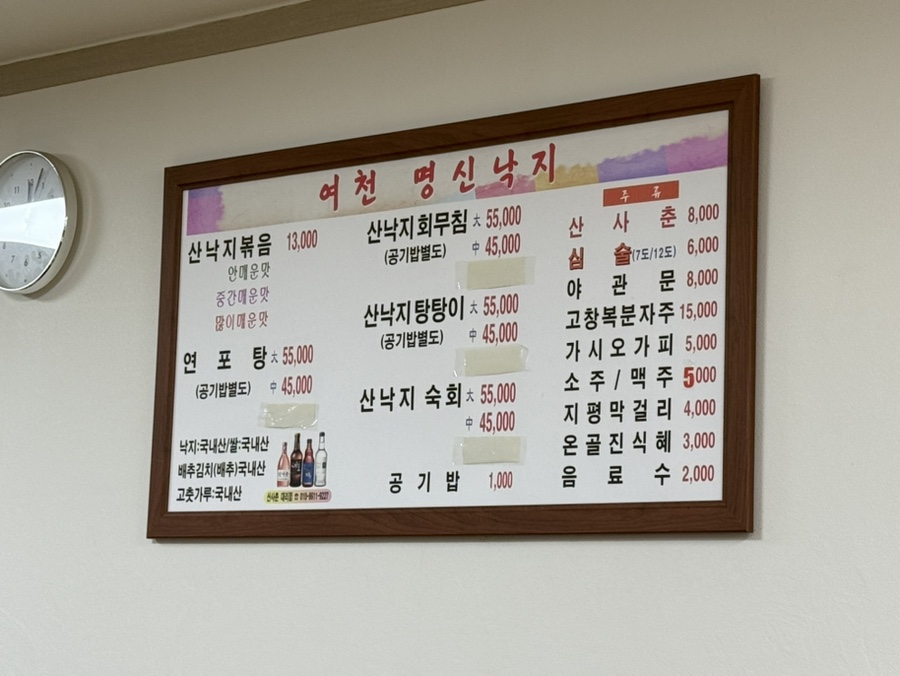 여천 명신낙지
산낙지볶음 13,000
안매운맛
중간매운맛
많이매운맛
연포탕 大 55,000
(공기밥별도) 中 45,000
낙지:국내산/쌀:국내산
배추김치(배추)국내산
고춧가루:국내산
산낙지회무침 大 55,000
(공기밥별도) 中 45,000
산낙지탕탕이 大 55,000
(공기밥별도) 中 45,000
산낙지 숙회 大 55,000
中 45,000
공기밥 1,000
주류
산사춘 8,000
심술(7도/12도) 6,000
야관문 8,000
고창복분자주 15,000
가시오가피 5,000
소주/맥주 5000
지평막걸리 4,000
온골진식혜 3,000
음료수 2,000